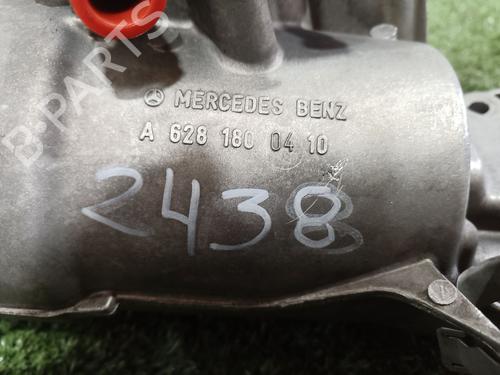 B-PARTS
MERCEDES BENZ
A 628 180 04 10
2438